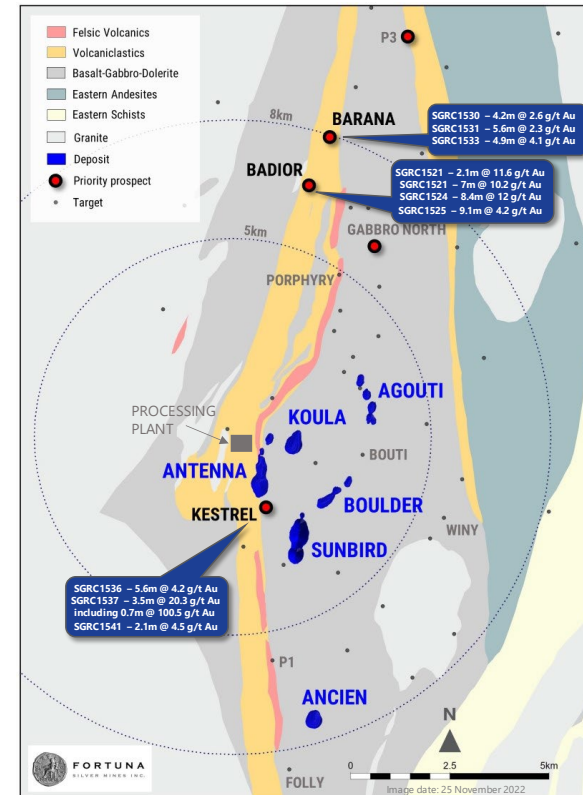 Felsic Volcanics
Volcaniclastics
Basalt-Gabbro-Dolerite
Eastern Andesites
Eastern Schists
Granite
Deposit
Priority prospect
Target
P3
8km
BARANA
SGRC1530 – 4.2m @ 2.6 g/t Au
SGRC1531 – 5.6m @ 2.3 g/t Au
SGRC1533 – 4.9m @ 4.1 g/t Au
BADIOR
SGRC1521 – 2.1m @ 11.6 g/t Au
SGRC1521 – 7m @ 10.2 g/t Au
SGRC1524 – 8.4m @ 12 g/t Au
SGRC1525 – 9.1m @ 4.2 g/t Au
5km
GABBRO NORTH
PORPHYRY
AGOUTI
PROCESSING
PLANT
KOULA
BOUTI
ANTENNA
BOULDER
KESTREL
WINY
SUNBIRD
SGRC1536 – 5.6m @ 4.2 g/t Au
SGRC1537 – 3.5m @ 20.3 g/t Au
including 0.7m @ 100.5 g/t Au
SGRC1541 – 2.1m @ 4.5 g/t Au
P1
ANCIEN
N
FORTUNA
SILVER MINES INC.
FOLLY
0 2.5 5km
Image date: 25 November 2022